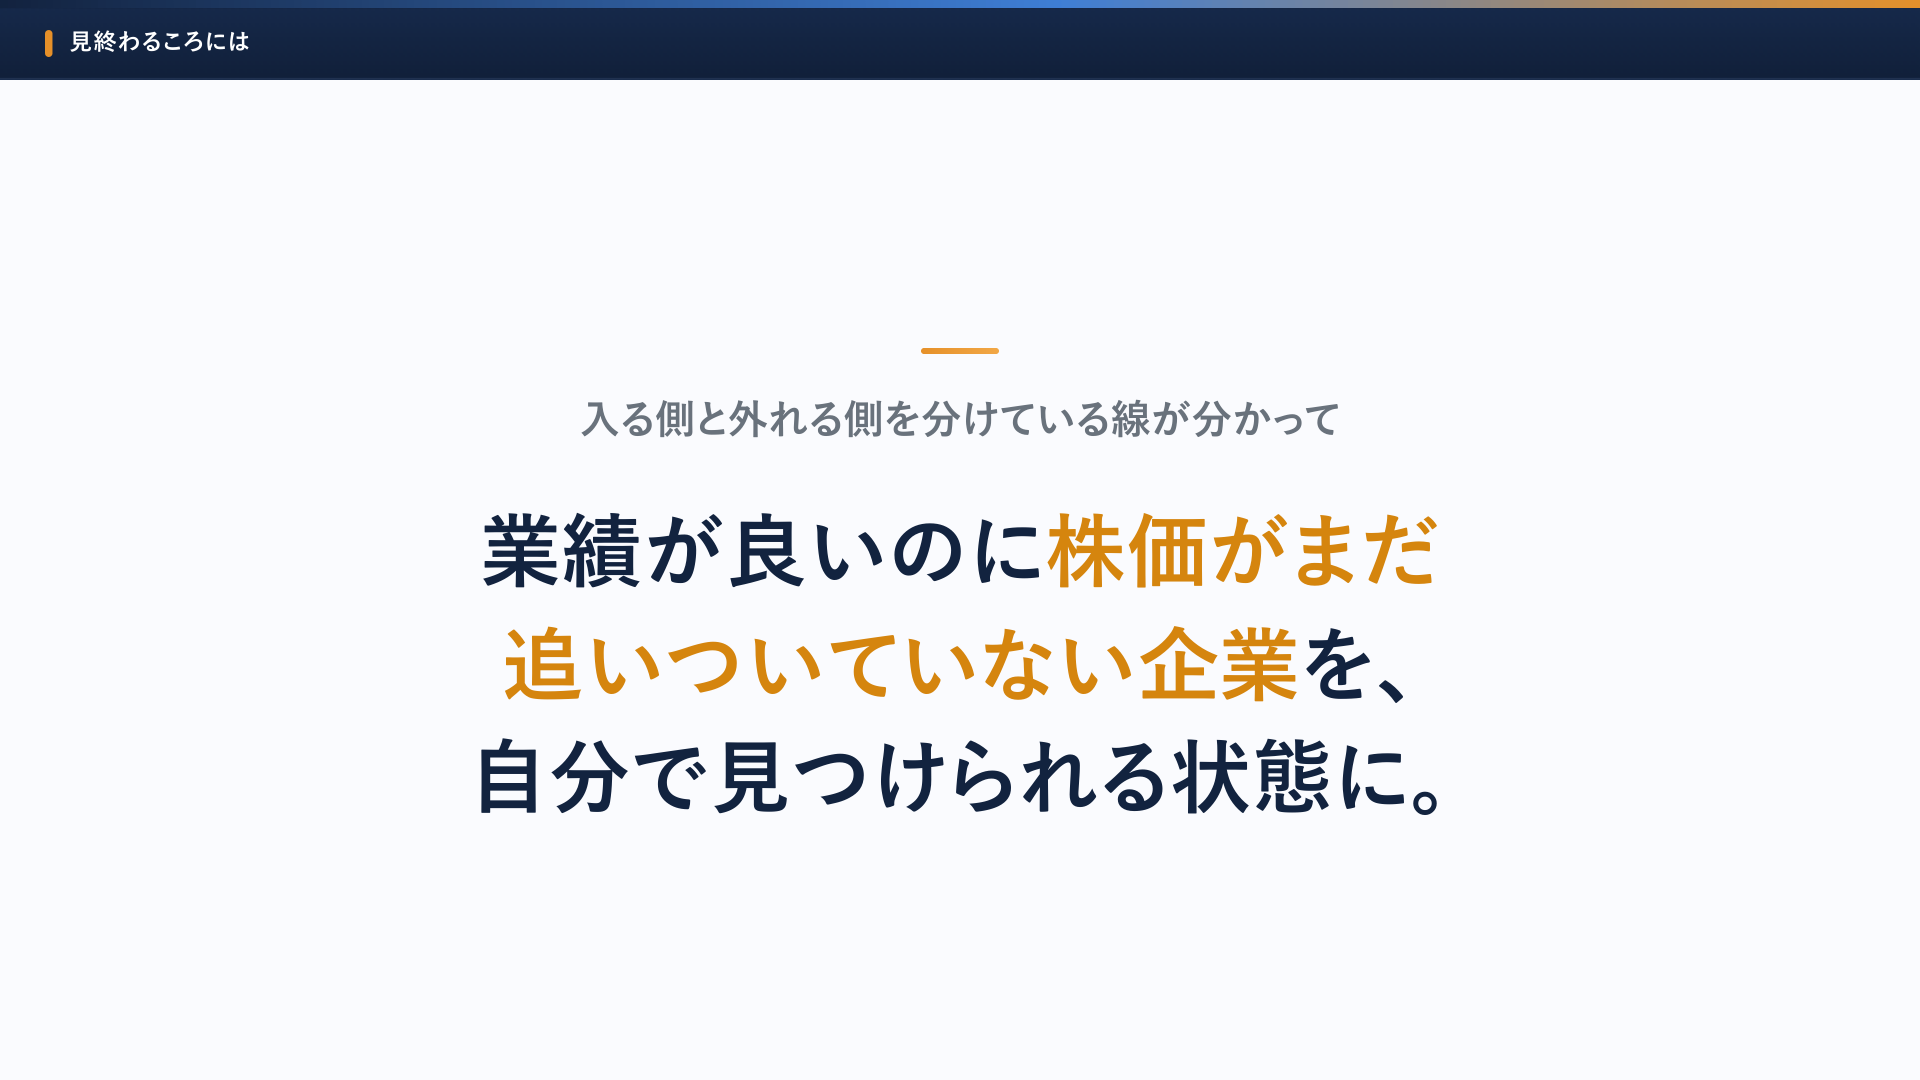 見終わるころには
入る側と外れる側を分けている線が分かって
業績が良いのに株価がまだ
追いついていない企業を、
自分で見つけられる状態に。